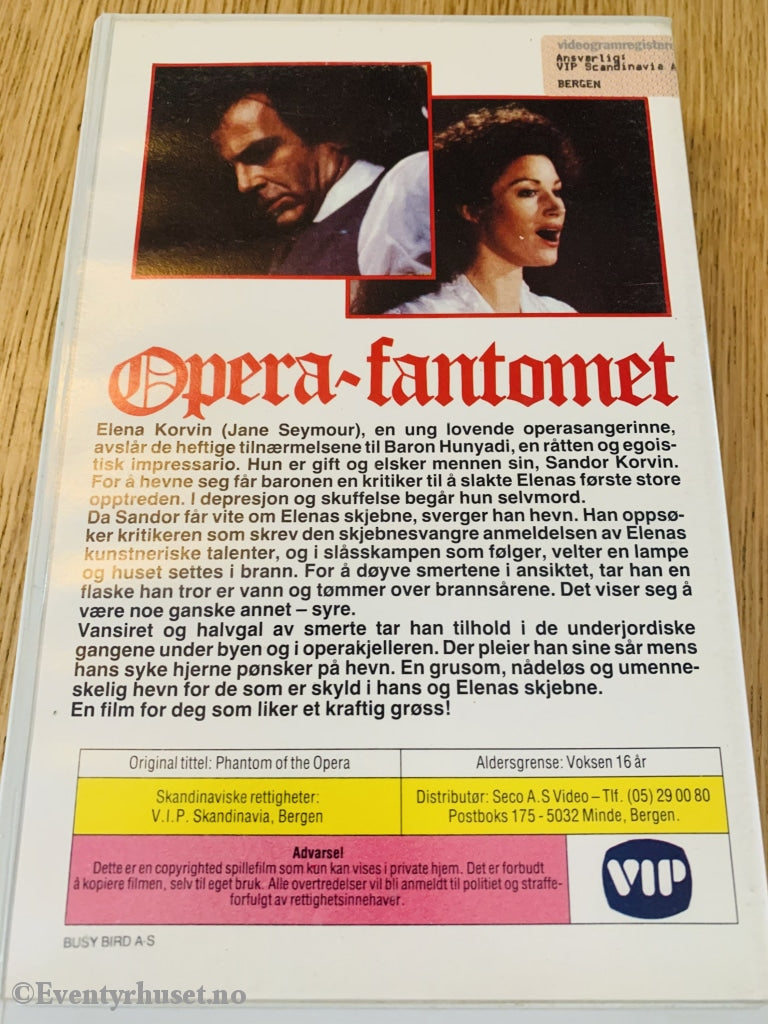 videogramregisteret
Ansvarlig:
VIP Scandinavia A
BERGEN
Opera-fantomet
Elena Korvin (Jane Seymour), en ung lovende operasangerinne,
avslår de heftige tilnærmelsene til Baron Hunyadi, en råtten og egois-
tisk impressario. Hun er gift og elsker mennen sin, Sandor Korvin.
For å hevne seg får baronen en kritiker til å slakte Elenas første store
opptreden. I depresjon og skuffelse begår hun selvmord.
Da Sandor får vite om Elenas skjebne, sverger han hevn. Han oppsø-
ker kritikeren som skrev den skjebnesvangre anmeldelsen av Elenas
kunstneriske talenter, og i slåsskampen som følger, velter en lampe
og huset settes i brann. For å døyve smertene i ansiktet, tar han en
flaske han tror er vann og tømmer over brannsårene. Det viser seg å
være noe ganske annet – syre.
Vansiret og halvgal av smerte tar han tilhold i de underjordiske
gangene under byen og i operakjelleren. Der pleier han sine sår mens
hans syke hjerne pønsker på hevn. En grusom, nådeløs og umenne-
skelig hevn for de som er skyld i hans og Elenas skjebne.
En film for deg som liker et kraftig grøss!
Original tittel: Phantom of the Opera
Aldersgrense: Voksen 16 år
Skandinaviske rettigheter:
V.I.P. Skandinavia, Bergen
Distributør: Seco A.S Video – Tlf. (05) 29 00 80
Postboks 175 - 5032 Minde, Bergen.
Advarsel
Dette er en copyrighted spillefilm som kun kan vises i private hjem. Det er forbudt
å kopiere filmen, selv til eget bruk. Alle overtredelser vil bli anmeldt til politiet og straffe-
forfulgt av rettighetsinnehaver.
VIP
BUSY BIRD A·S
©Eventyrhuset.no